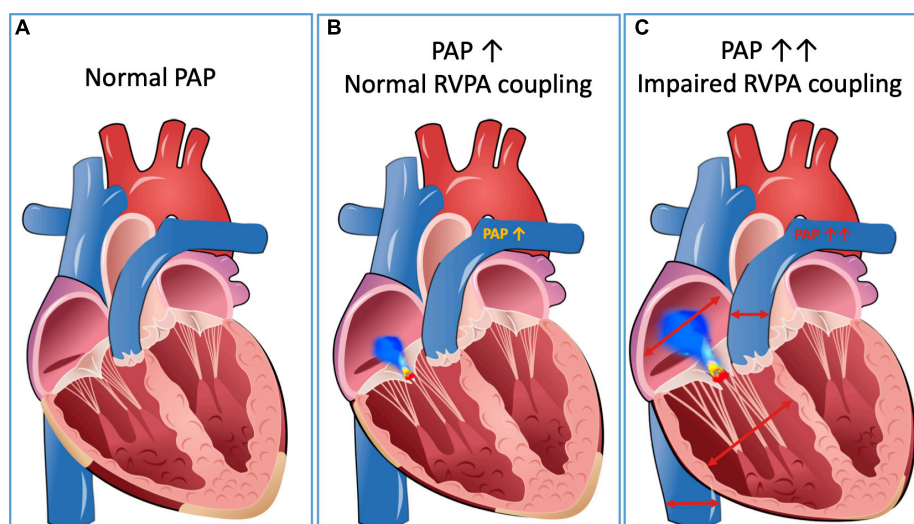 A
Normal PAP
B
PAP ↑
Normal RVPA coupling
PAP ↑
C
PAP ↑↑
Impaired RVPA coupling
PAP ↑↑